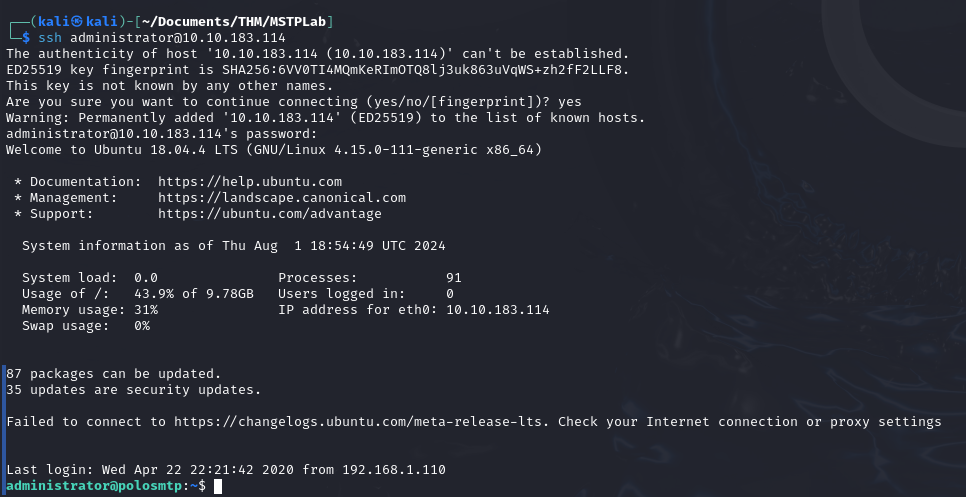 ┌──(kali㉿kali)-[~/Documents/THM/MSTPLab]
└─$ ssh administrator@10.10.183.114
The authenticity of host '10.10.183.114 (10.10.183.114)' can't be established.
ED25519 key fingerprint is SHA256:6VV0TI4MQmKeRImOTQ8lj3uk863uVqWS+zh2fF2LLF8.
This key is not known by any other names.
Are you sure you want to continue connecting (yes/no/[fingerprint])? yes
Warning: Permanently added '10.10.183.114' (ED25519) to the list of known hosts.
administrator@10.10.183.114's password:
Welcome to Ubuntu 18.04.4 LTS (GNU/Linux 4.15.0-111-generic x86_64)
* Documentation:  https://help.ubuntu.com
* Management:     https://landscape.canonical.com
* Support:        https://ubuntu.com/advantage
System information as of Thu Aug  1 18:54:49 UTC 2024
System load:  0.0               Processes:           91
Usage of /:   43.9% of 9.78GB   Users logged in:     0
Memory usage: 31%               IP address for eth0: 10.10.183.114
Swap usage:   0%
87 packages can be updated.
35 updates are security updates.
Failed to connect to https://changelogs.ubuntu.com/meta-release-lts. Check your Internet connection or proxy settings
Last login: Wed Apr 22 22:21:42 2020 from 192.168.1.110
administrator@polosmtp:~$